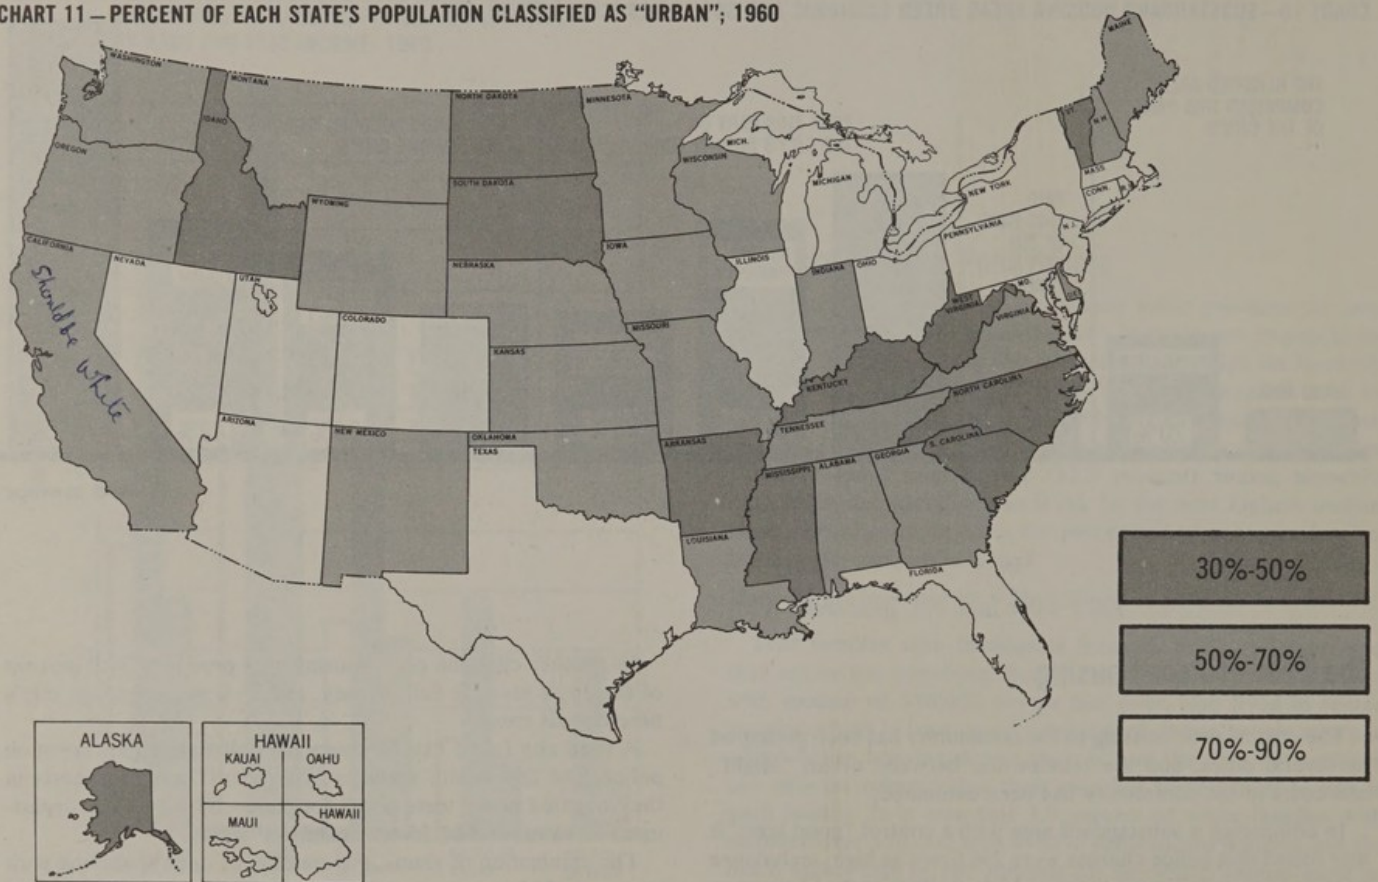 CHART 11—PERCENT OF EACH STATE'S POPULATION CLASSIFIED AS "URBAN"; 1960
MAINE
WASHINGTON
MONTANA
NORTH DAKOTA
MINNESOTA
VT.
N.H.
IDAHO
OREGON
MICH.
WISCONSIN
MICHIGAN
MASS
NEW YORK
CONN.
SOUTH DAKOTA
WYOMING
PENNSYLVANIA
N.J.
CALIFORNIA
NEVADA
UTAH
IOWA
NEBRASKA
ILLINOIS
INDIANA
OHIO
MD.
DE.
WEST
VIRGINIA
VIRGINIA
Should be White
COLORADO
MISSOURI
KANSAS
KENTUCKY
NORTH CAROLINA
ARIZONA
NEW MEXICO
OKLAHOMA
TEXAS
ARKANSAS
TENNESSEE
S. CAROLINA
MISSISSIPPI
ALABAMA
GEORGIA
LOUISIANA
FLORIDA
30%-50%
50%-70%
70%-90%
ALASKA
HAWAII
KAUAI
OAHU
MAUI
HAWAII